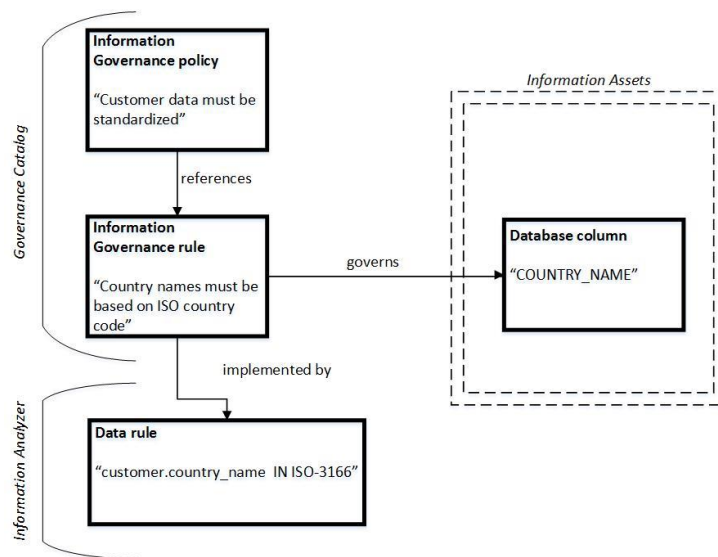 Information
Governance policy
“Customer data must be
standardized”
Governance Catalog
references
Information
Governance rule
“Country names must be
based on ISO country
code”
governs
Information Assets
Database column
“COUNTRY_NAME”
implemented by
Information Analyzer
Data rule
“customer.country_name IN ISO-3166”